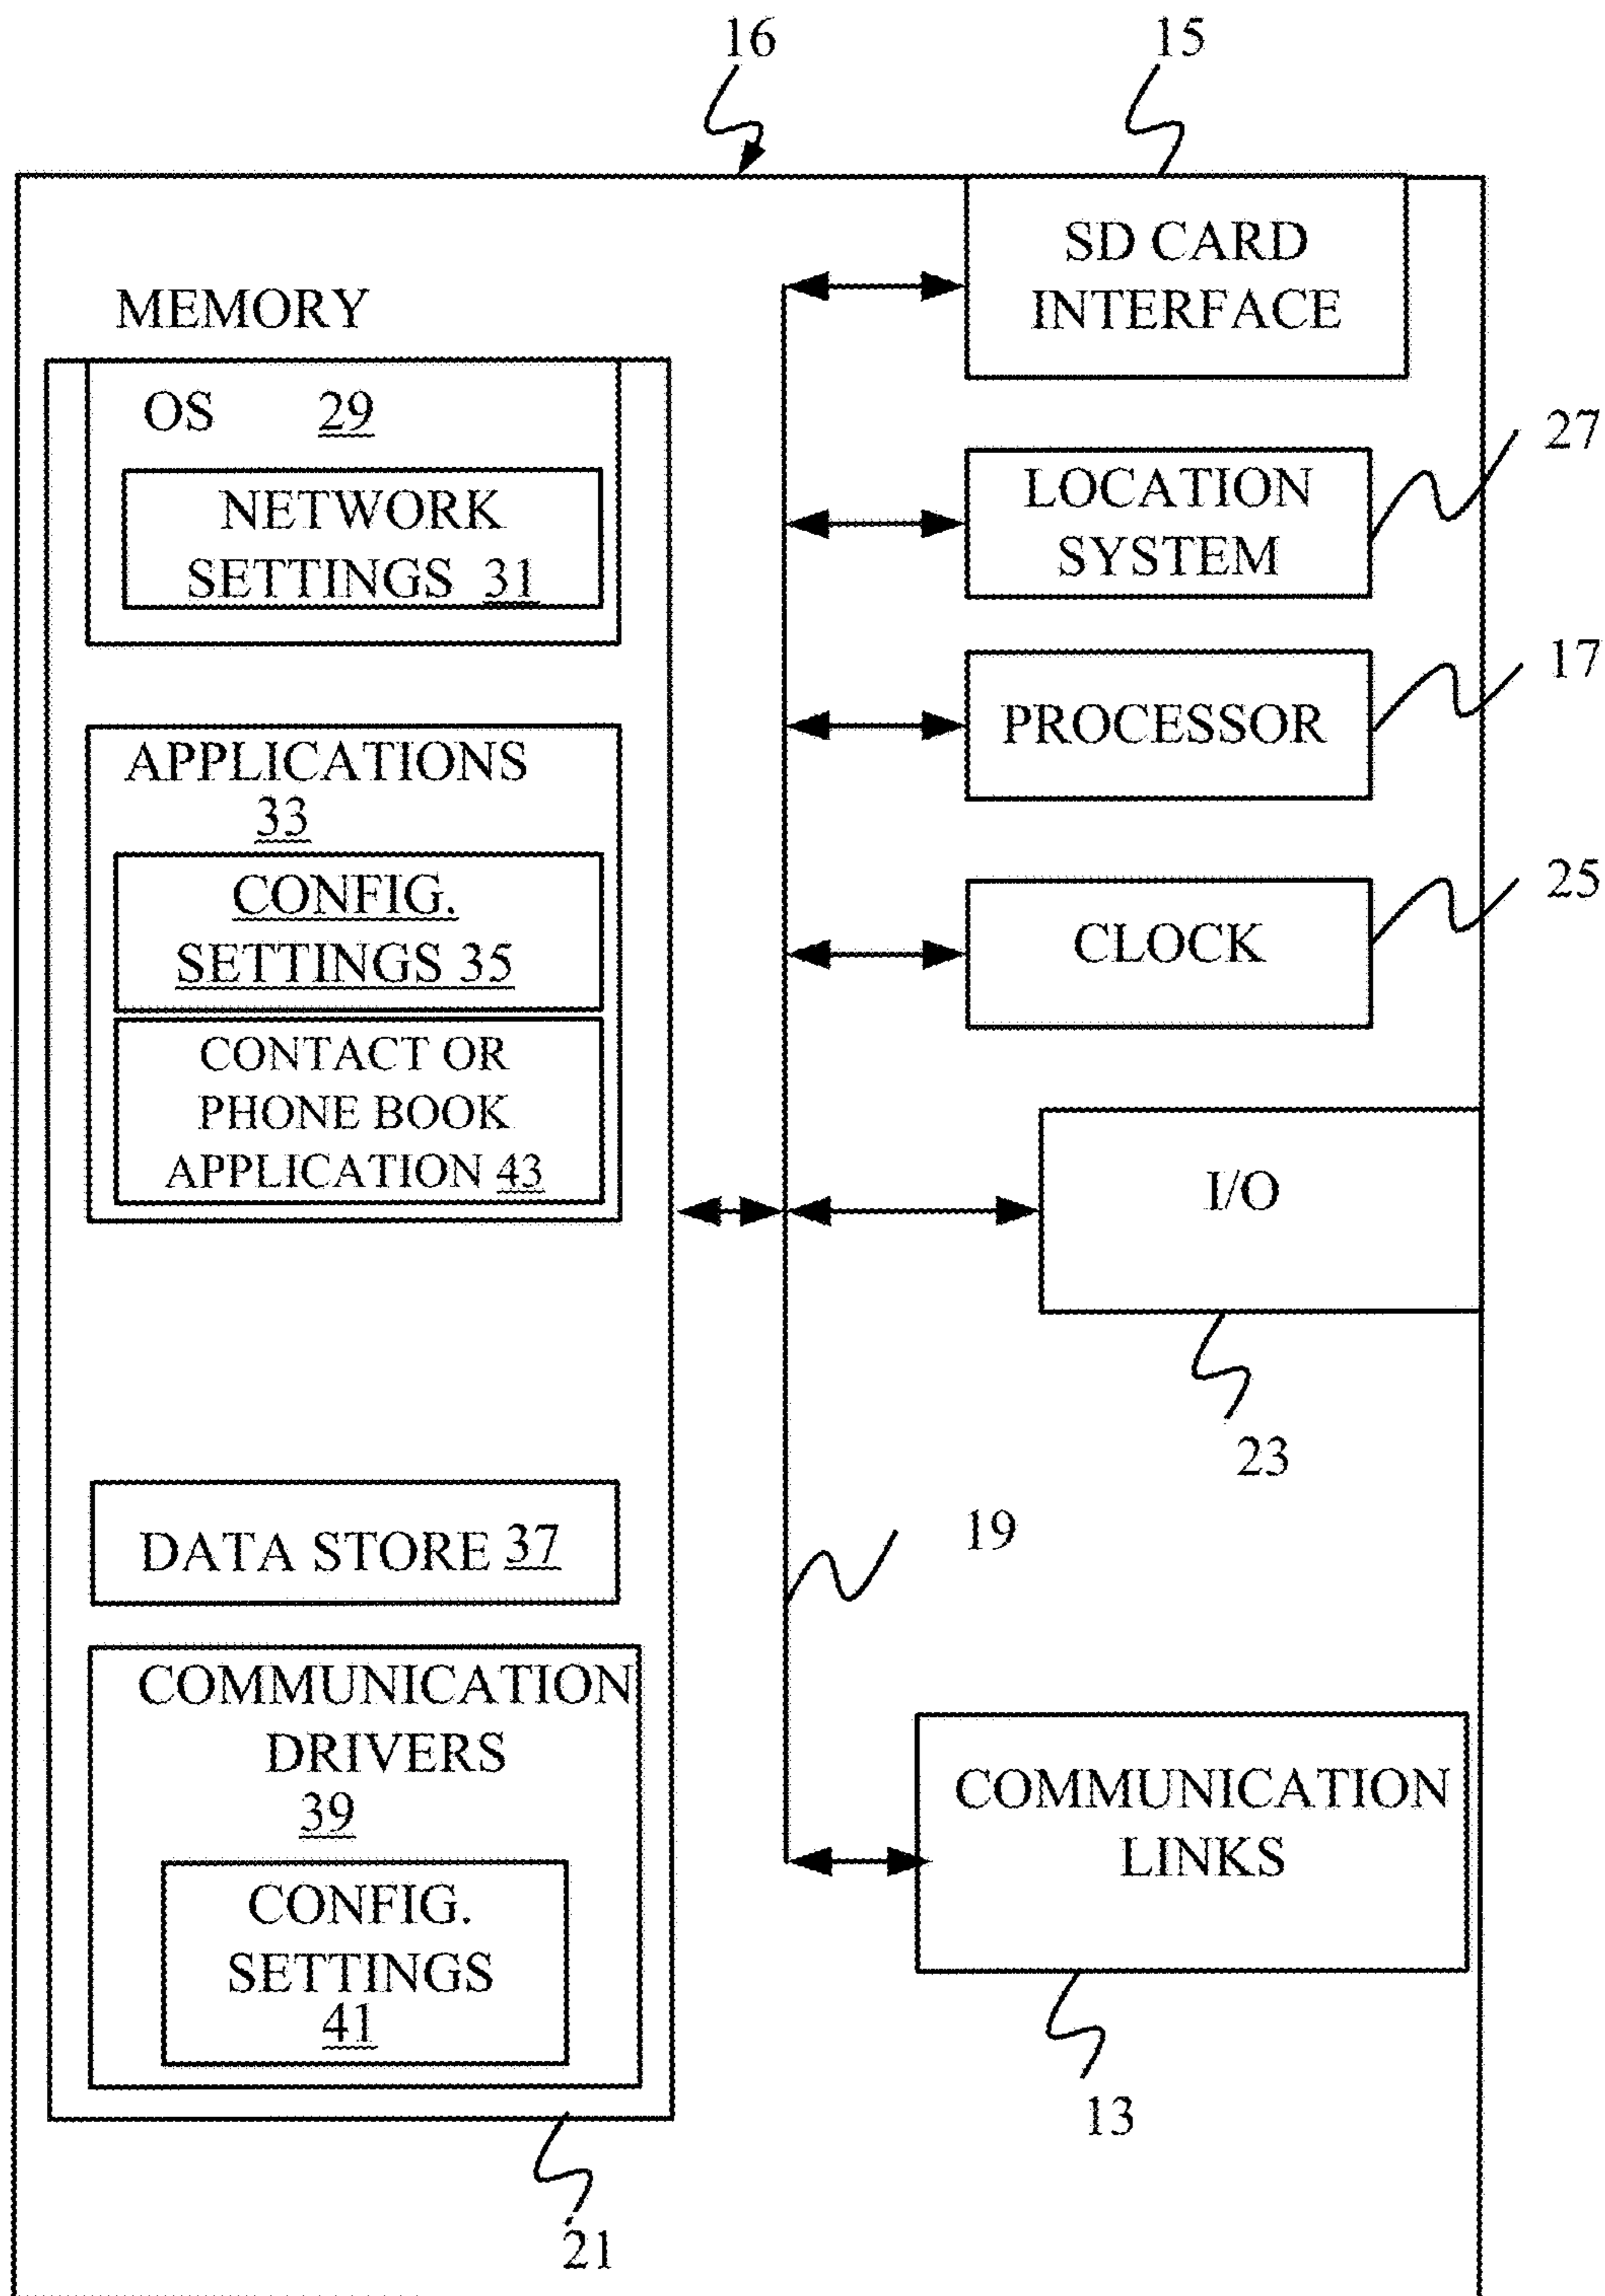 16
15
MEMORY
OS 29
NETWORK
SETTINGS 31
APPLICATIONS
33
CONFIG.
SETTINGS 35
CONTACT OR
PHONE BOOK
APPLICATION 43
DATA STORE 37
COMMUNICATION
DRIVERS
39
CONFIG.
SETTINGS
41
21
SD CARD
INTERFACE
LOCATION
SYSTEM
27
PROCESSOR
17
CLOCK
25
I/O
23
19
COMMUNICATION
LINKS
13